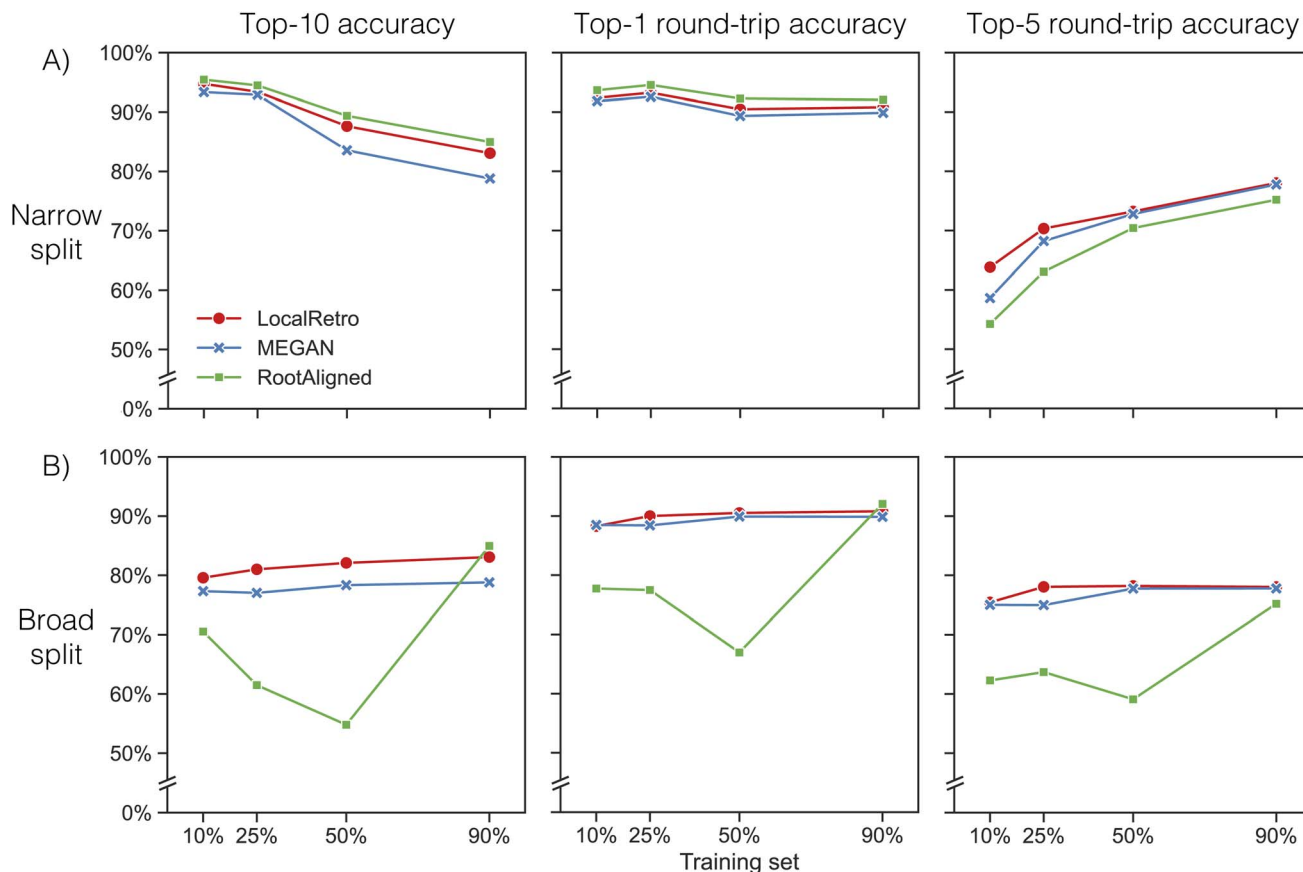 Top-10 accuracy
Top-1 round-trip accuracy
Top-5 round-trip accuracy
A)
100%
90%
80%
70%
60%
50%
0%
Narrow
split
LocalRetro
MEGAN
RootAligned
B)
100%
90%
80%
70%
60%
50%
0%
Broad
split
10% 25% 50% 90%
10% 25% 50% 90%
10% 25% 50% 90%
Training set